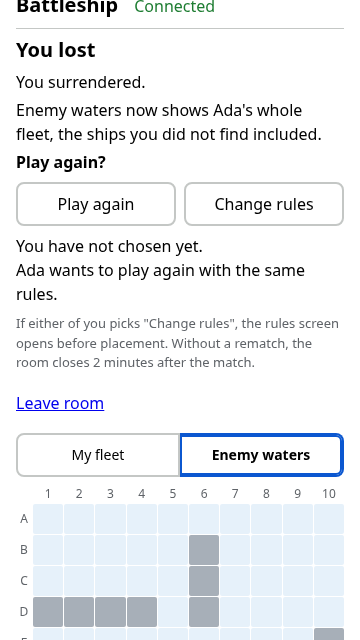 Battleship Connected
You lost
You surrendered.
Enemy waters now shows Ada's whole
fleet, the ships you did not find included.
Play again?
Play again Change rules
You have not chosen yet.
Ada wants to play again with the same
rules.
If either of you picks "Change rules", the rules screen
opens before placement. Without a rematch, the
room closes 2 minutes after the match.
Leave room
My fleet Enemy waters
1 2 3 4 5 6 7 8 9 10
A
B
C
D